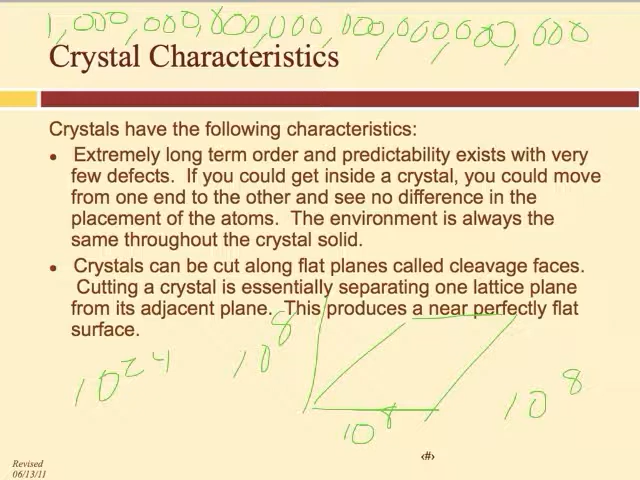 1,000,000,000,000,000,000,000,000
Crystal Characteristics
Crystals have the following characteristics:
• Extremely long term order and predictability exists with very
few defects. If you could get inside a crystal, you could move
from one end to the other and see no difference in the
placement of the atoms. The environment is always the
same throughout the crystal solid.
• Crystals can be cut along flat planes called cleavage faces.
Cutting a crystal is essentially separating one lattice plane
from its adjacent plane. This produces a near perfectly flat
surface.
10^24
10^8
10^8
10^8
‹#›
Revised
06/13/11